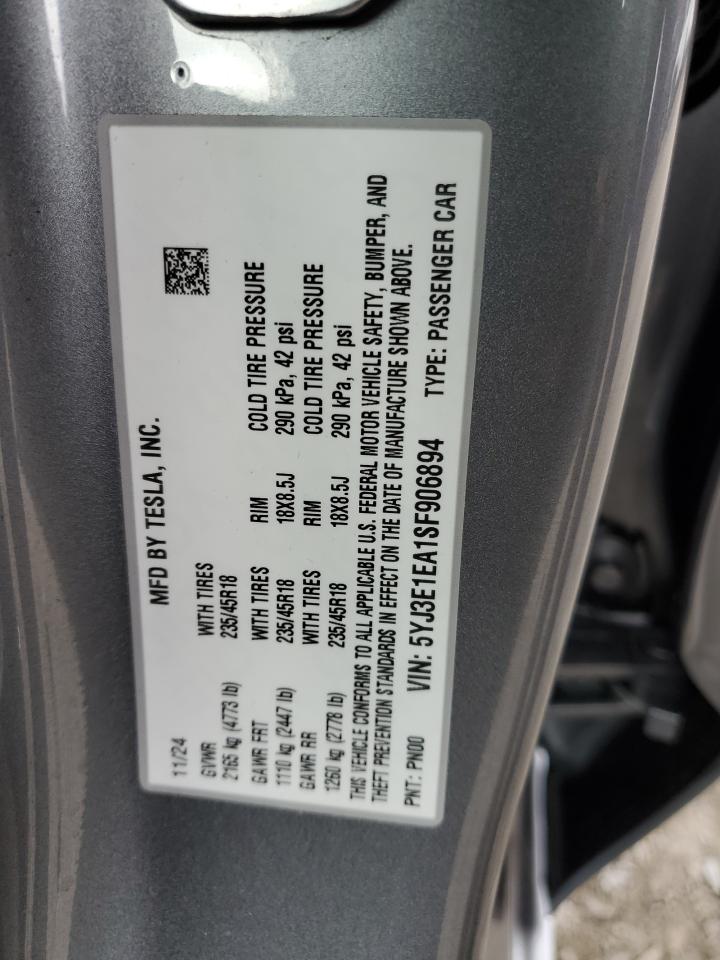 MFD BY TESLA, INC.
11/24
GVWR WITH TIRES
2165 kg (4773 lb) 235/45R18
GAWR FRT WITH TIRES RIM COLD TIRE PRESSURE
1110 kg (2447 lb) 235/45R18 18X8.5J 290 kPa, 42 psi
GAWR RR WITH TIRES RIM COLD TIRE PRESSURE
1260 kg (2778 lb) 235/45R18 18X8.5J 290 kPa, 42 psi
THIS VEHICLE CONFORMS TO ALL APPLICABLE U.S. FEDERAL MOTOR VEHICLE SAFETY, BUMPER, AND
THEFT PREVENTION STANDARDS IN EFFECT ON THE DATE OF MANUFACTURE SHOWN ABOVE.
PNT: PN00 VIN: 5YJ3E1EA1SF906894 TYPE: PASSENGER CAR